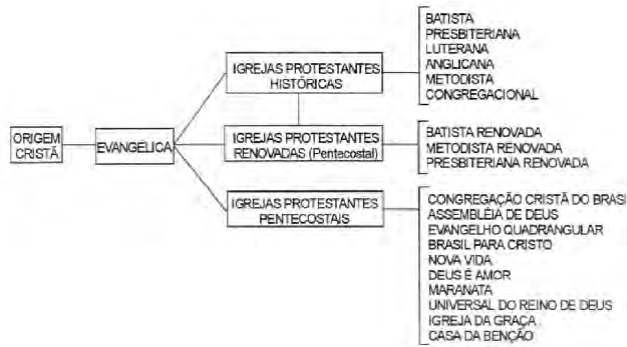 ORIGEM
CRISTÃ
EVANGÉLICA
IGREJAS PROTESTANTES
HISTÓRICAS
BATISTA
PRESBITERIANA
LUTERANA
ANGLICANA
METODISTA
CONGREGACIONAL
IGREJAS PROTESTANTES
RENOVADAS (Pentecostal)
BATISTA RENOVADA
METODISTA RENOVADA
PRESBITERIANA RENOVADA
IGREJAS PROTESTANTES
PENTECOSTAIS
CONGREGAÇÃO CRISTÃ DO BRASI
ASSEMBLÉIA DE DEUS
EVANGELHO QUADRANGULAR
BRASIL PARA CRISTO
NOVA VIDA
DEUS É AMOR
MARANATA
UNIVERSAL DO REINO DE DEUS
IGREJA DA GRAÇA
CASA DA BENÇÃO